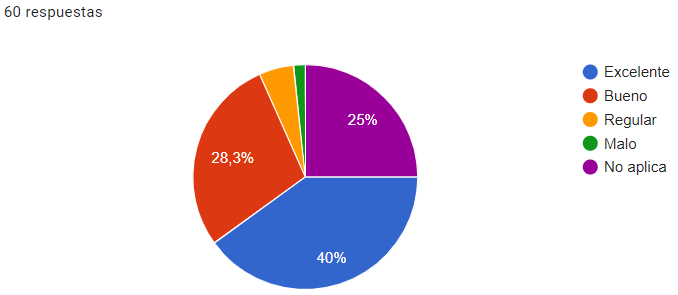 60 respuestas
25%
28,3%
40%
Excelente
Bueno
Regular
Malo
No aplica